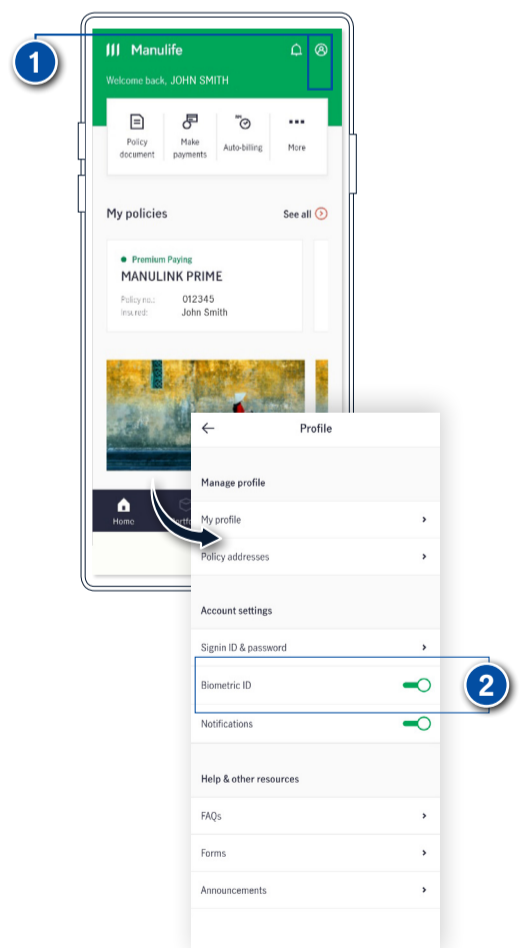 1
Manulife
Welcome back, JOHN SMITH
Policy document
Make payments
Auto-billing
More
My policies
See all
Premium Paying
MANULINK PRIME
Policy no.: 012345
Insured: John Smith
Home
Profile
Manage profile
My profile
Policy addresses
Account settings
Signin ID & password
Biometric ID
2
Notifications
Help & other resources
FAQs
Forms
Announcements